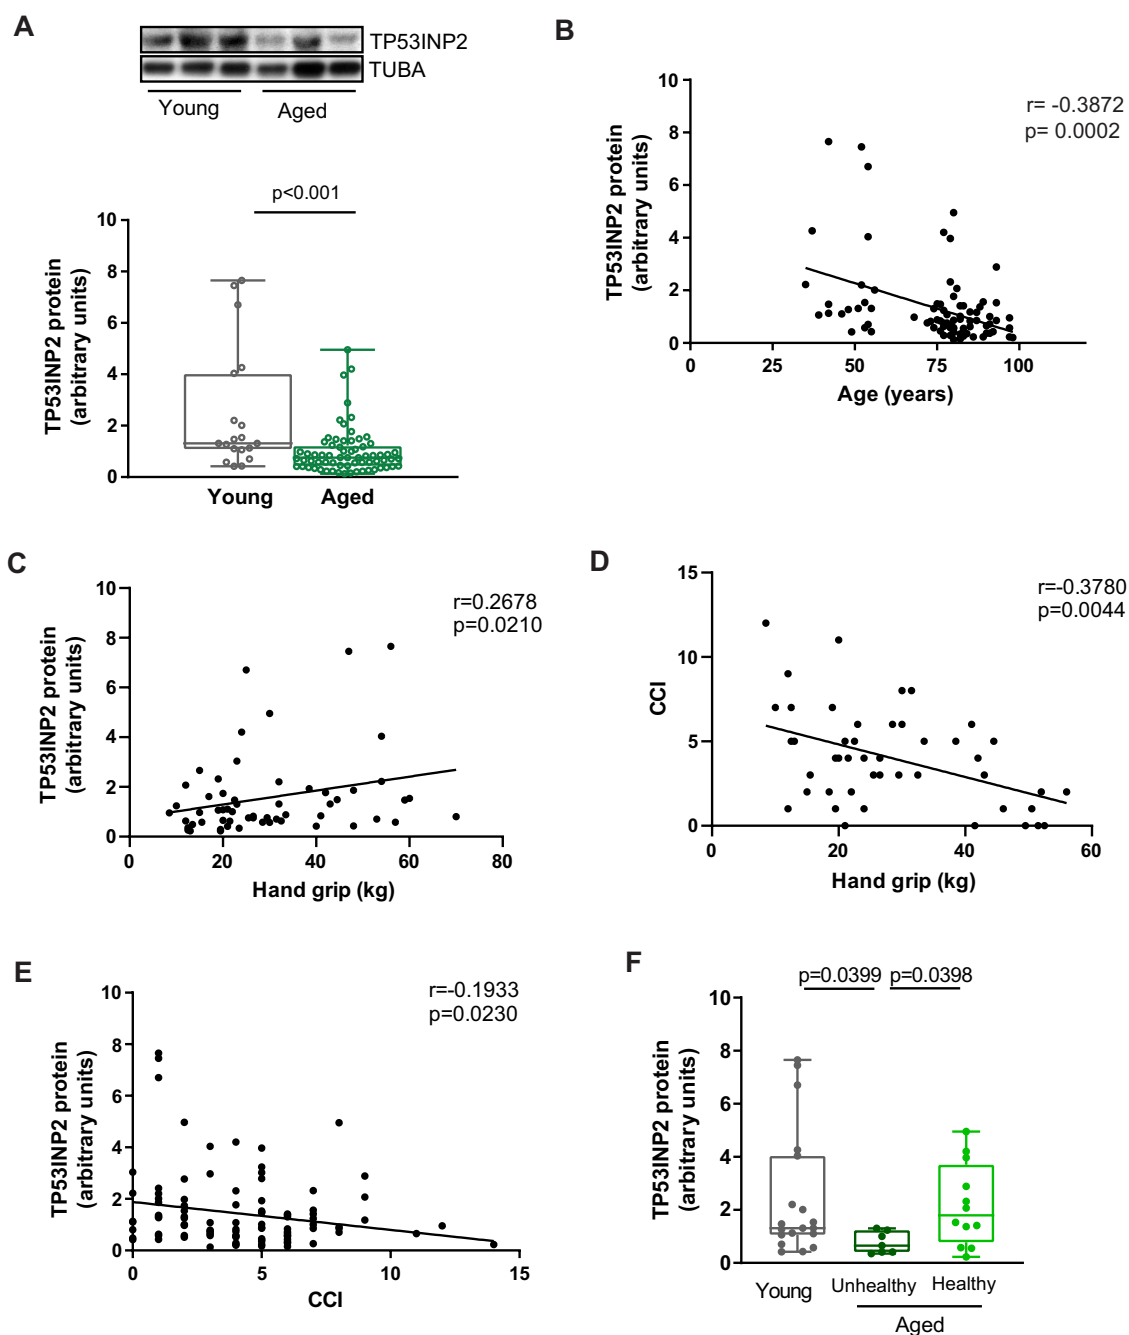 A
TP53INP2
TUBA
Young
Aged
p<0.001
TP53INP2 protein
(arbitrary units)
10
8
6
4
2
0
Young
Aged
B
r= -0.3872
p= 0.0002
TP53INP2 protein
(arbitrary units)
10
8
6
4
2
0
0
25
50
75
100
Age (years)
C
r=0.2678
p=0.0210
TP53INP2 protein
(arbitrary units)
10
8
6
4
2
0
0
20
40
60
80
Hand grip (kg)
D
r=-0.3780
p=0.0044
CCI
15
10
5
0
0
20
40
60
Hand grip (kg)
E
r=-0.1933
p=0.0230
TP53INP2 protein
(arbitrary units)
10
8
6
4
2
0
0
5
10
15
CCI
F
p=0.0399
p=0.0398
TP53INP2 protein
(arbitrary units)
10
8
6
4
2
0
Young
Unhealthy
Healthy
Aged